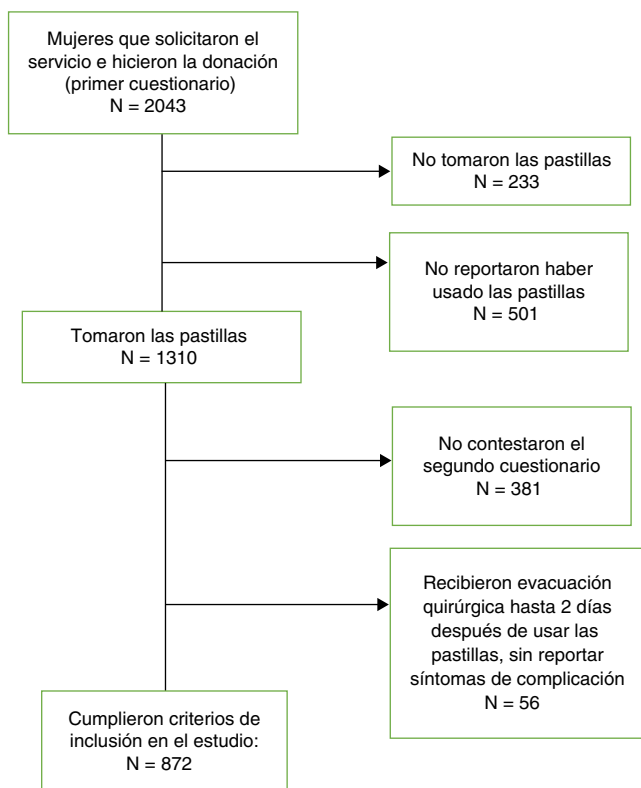 Mujeres que solicitaron el
servicio e hicieron la donación
(primer cuestionario)
N = 2043
No tomaron las pastillas
N = 233
No reportaron haber
usado las pastillas
N = 501
Tomaron las pastillas
N = 1310
No contestaron el
segundo cuestionario
N = 381
Recibieron evacuación
quirúrgica hasta 2 días
después de usar las
pastillas, sin reportar
síntomas de complicación
N = 56
Cumplieron criterios de
inclusión en el estudio:
N = 872